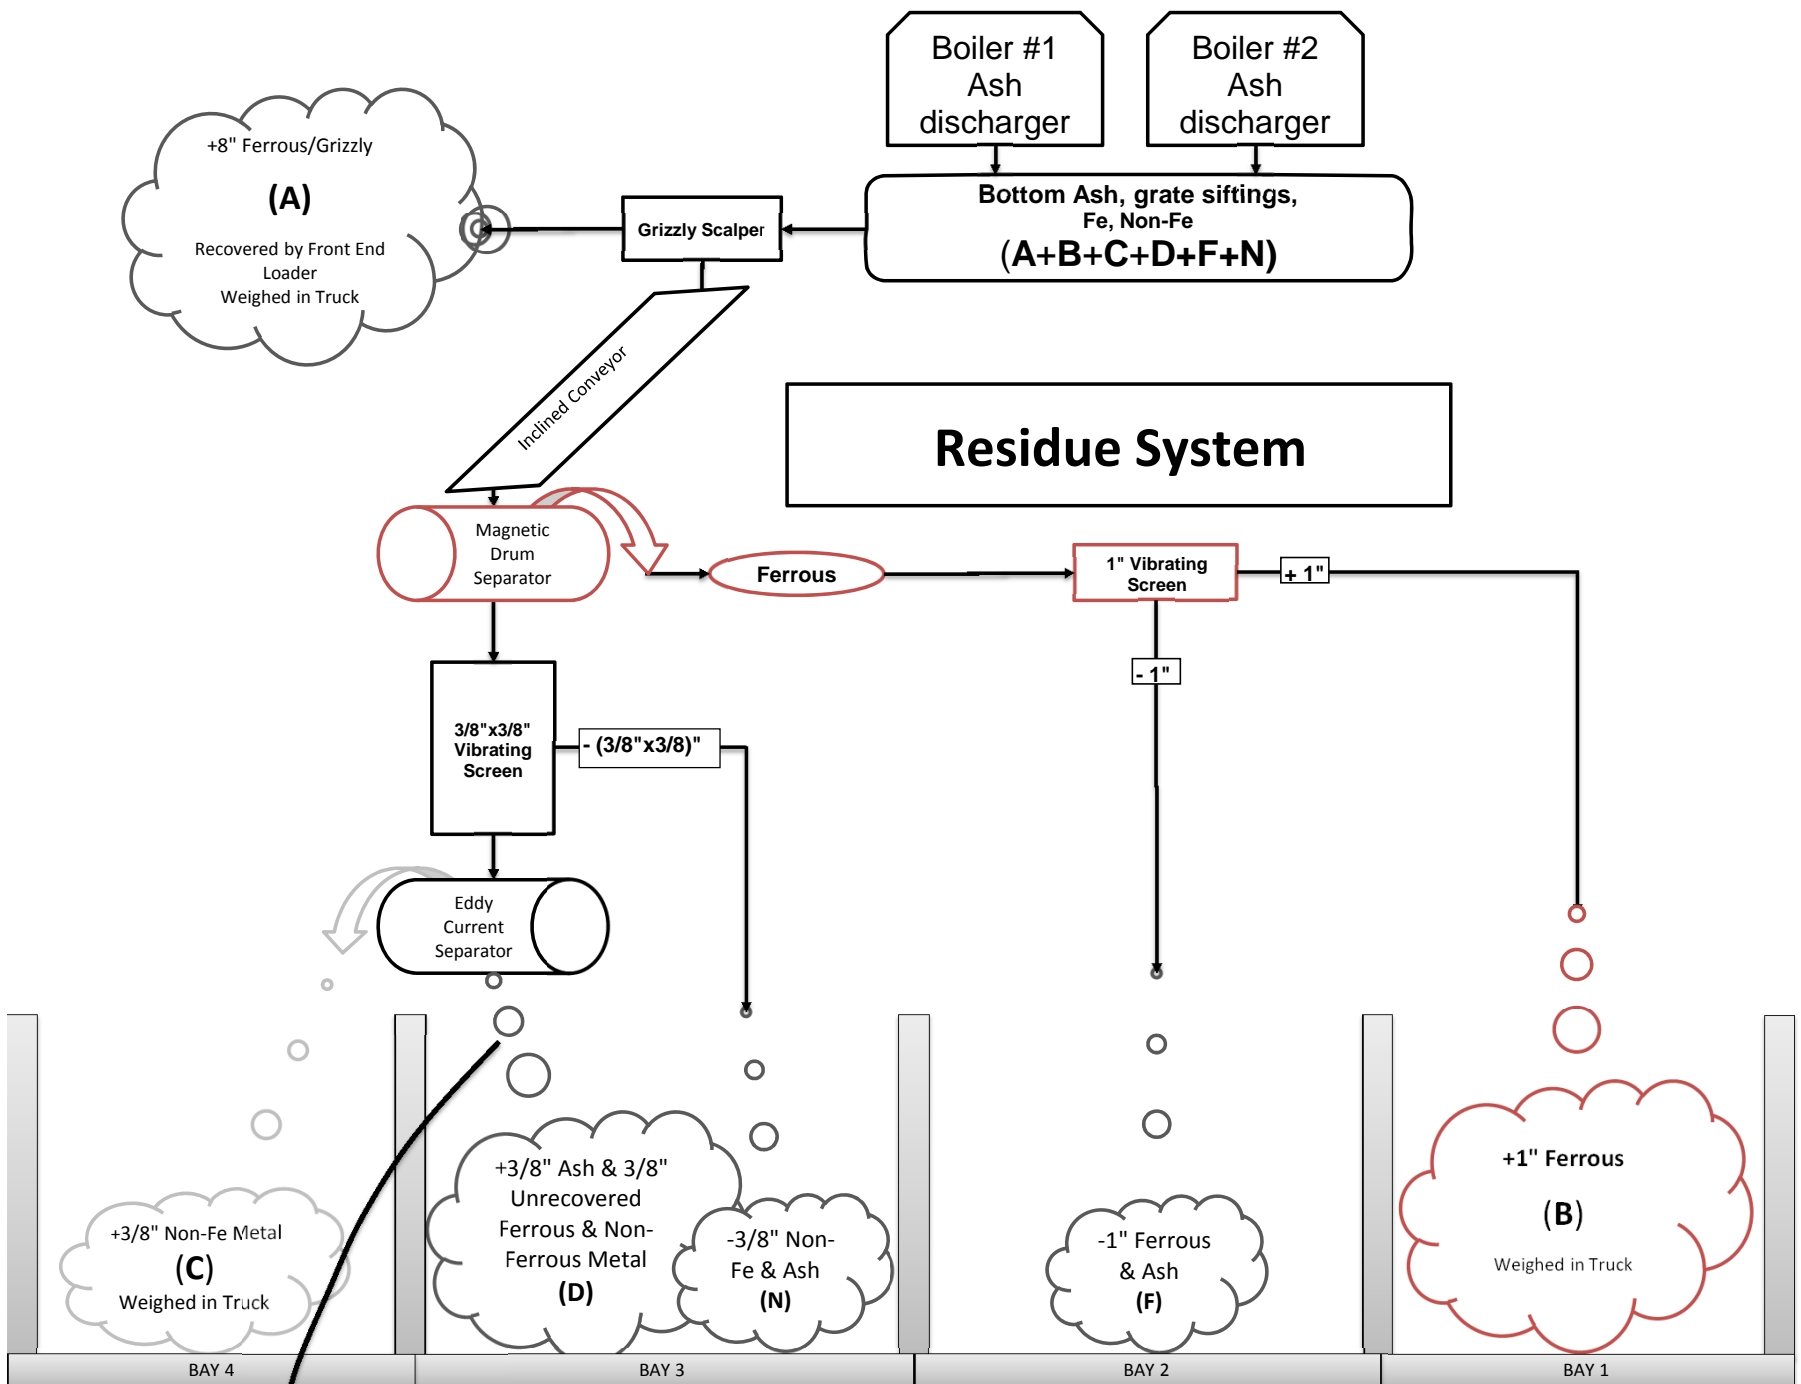 Boiler #1
Ash
discharger
Boiler #2
Ash
discharger
+8" Ferrous/Grizzly
(A)
Recovered by Front End
Loader
Weighed in Truck
Grizzly Scalper
Bottom Ash, grate siftings,
Fe, Non-Fe
(A+B+C+D+F+N)
Inclined Conveyor
Residue System
Magnetic
Drum
Separator
Ferrous
1" Vibrating
Screen
+ 1"
- 1"
3/8"x3/8"
Vibrating
Screen
- (3/8"x3/8)"
Eddy
Current
Separator
+3/8" Non-Fe Metal
(C)
Weighed in Truck
+3/8" Ash & 3/8"
Unrecovered
Ferrous & Non-
Ferrous Metal
(D)
-3/8" Non-
Fe & Ash
(N)
-1" Ferrous
& Ash
(F)
+1" Ferrous
(B)
Weighed in Truck
BAY 4
BAY 3
BAY 2
BAY 1